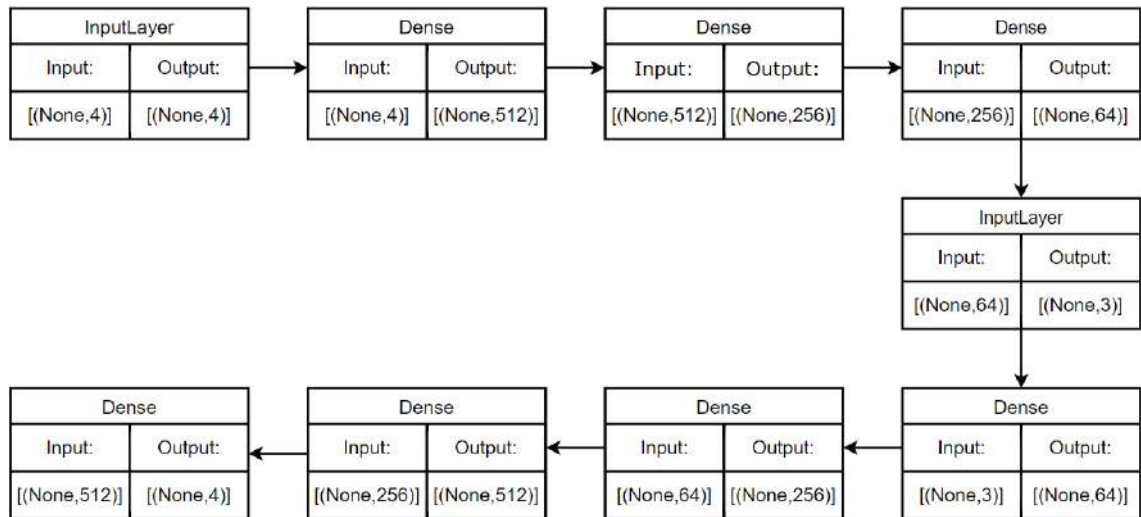 InputLayer
Input: Output:
[(None,4)] [(None,4)]
Dense
Input: Output:
[(None,4)] [(None,512)]
Dense
Input: Output:
[(None,512)] [(None,256)]
Dense
Input: Output:
[(None,256)] [(None,64)]
InputLayer
Input: Output:
[(None,64)] [(None,3)]
Dense
Input: Output:
[(None,3)] [(None,64)]
Dense
Input: Output:
[(None,64)] [(None,256)]
Dense
Input: Output:
[(None,256)] [(None,512)]
Dense
Input: Output:
[(None,512)] [(None,4)]